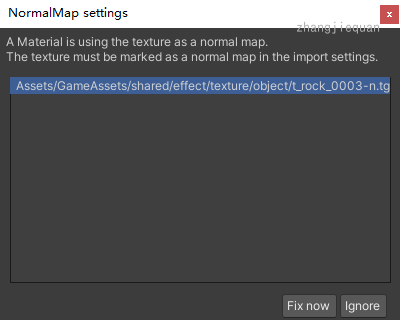 NormalMap settings
x
zhangjiequan
A Material is using the texture as a normal map.
The texture must be marked as a normal map in the import settings.
Assets/GameAssets/shared/effect/texture/object/t_rock_0003-n.tg
Fix now
Ignore